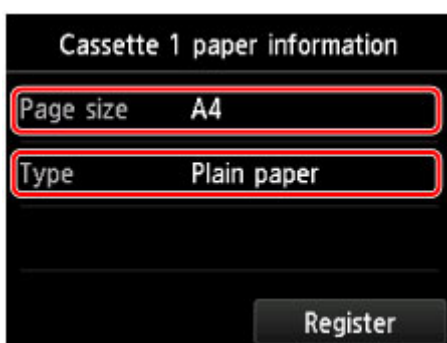 Cassette 1 paper information
Page size A4
Type Plain paper
Register